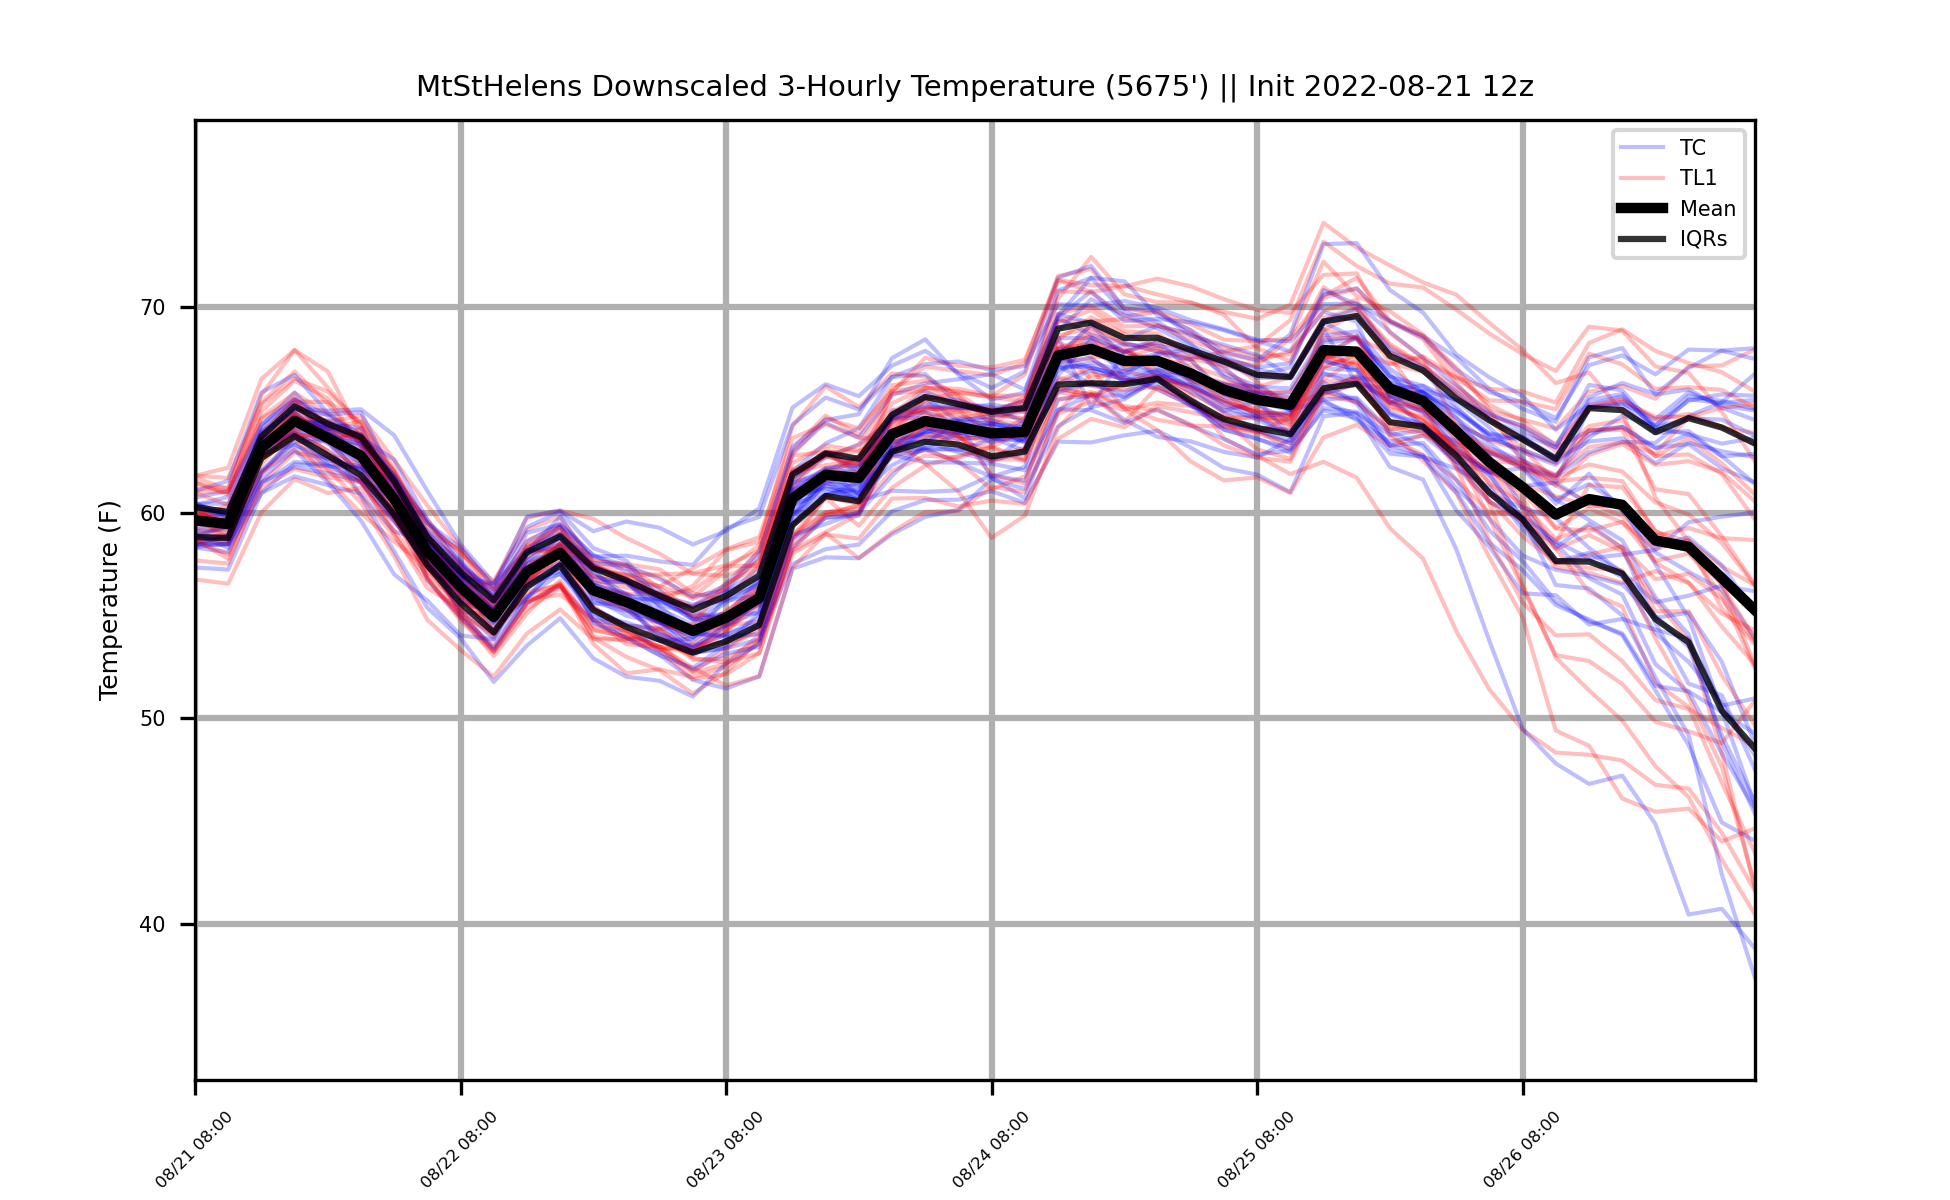 MtStHelens Downscaled 3-Hourly Temperature (5675') || Init 2022-08-21 12z
TC
TL1
Mean
IQRs
Temperature (F)
70
60
50
40
08/21 08:00
08/22 08:00
08/23 08:00
08/24 08:00
08/25 08:00
08/26 08:00